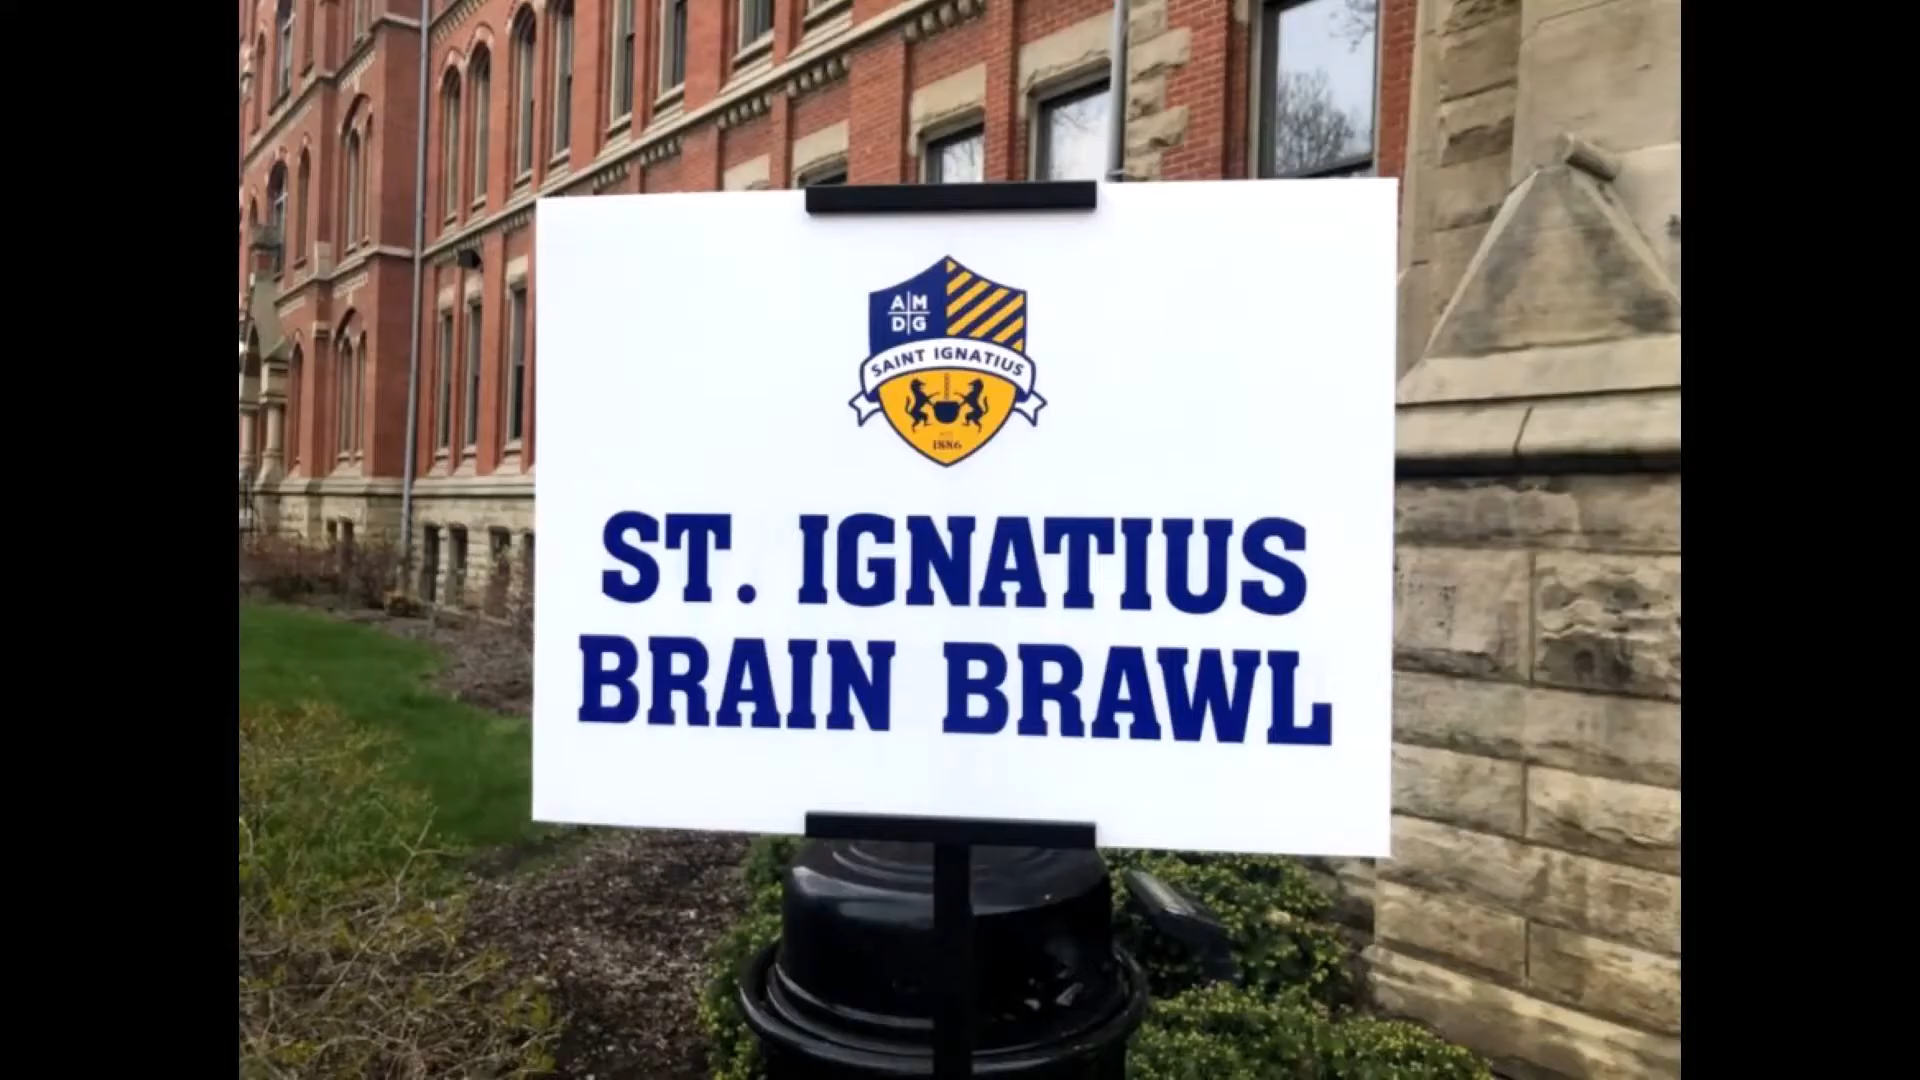 A M
D G
SAINT IGNATIUS
1886
ST. IGNATIUS
BRAIN BRAWL